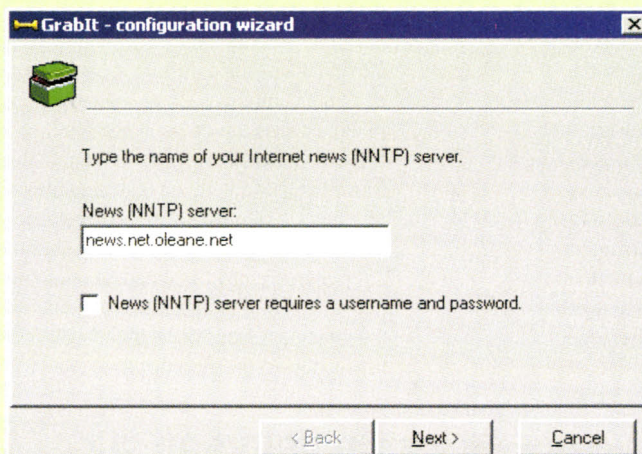 GrabIt - configuration wizard
Type the name of your Internet news (NNTP) server.
News (NNTP) server:
news.net.oleane.net
News (NNTP) server requires a username and password.
< Back
Next >
Cancel